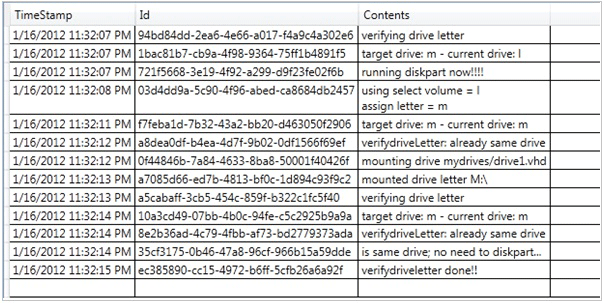 TimeStamp Id Contents
1/16/2012 11:32:07 PM 94bd84dd-2ea6-4e66-a017-f4a9c4a302e6 verifying drive letter
1/16/2012 11:32:07 PM 1bac81b7-cb9a-4f98-9364-75ff1b4891f5 target drive: m - current drive: l
1/16/2012 11:32:07 PM 721f5668-3e19-4f92-a299-d9f23fe02f6b running diskpart now!!!!
1/16/2012 11:32:08 PM 03d4dd9a-5c90-4f96-abed-ca8684db2457 using select volume = l
assign letter = m
1/16/2012 11:32:11 PM f7feba1d-7b32-43a2-bb20-d463050f2906 target drive: m - current drive: m
1/16/2012 11:32:12 PM a8dea0df-b4ea-4d7f-9b02-0df1566ff69ef verifydriveLetter: already same drive
1/16/2012 11:32:12 PM 0f44846b-7a84-4633-8ba8-50001f40426f mounting drive mydrives/drive1.vhd
1/16/2012 11:32:13 PM a7085d66-ed7b-4813-bf0c-1d894c93f9c2 mounted drive letter M:\
1/16/2012 11:32:13 PM a5cabaff-3cb5-454c-859f-b322c1fc5f40 verifying drive letter
1/16/2012 11:32:14 PM 10a3cd49-07bb-4b0c-94fe-c5c2925b9a9a target drive: m - current drive: m
1/16/2012 11:32:14 PM 8e2b36ad-4c79-4fbb-af73-bd2779373ada verifydriveLetter: already same drive
1/16/2012 11:32:14 PM 35cf3175-0b46-47a8-96cf-966b15a59dde is same drive; no need to diskpart...
1/16/2012 11:32:15 PM ec385890-cc15-4972-b6ff-5cfb26a6a92f verifydriveletter done!!